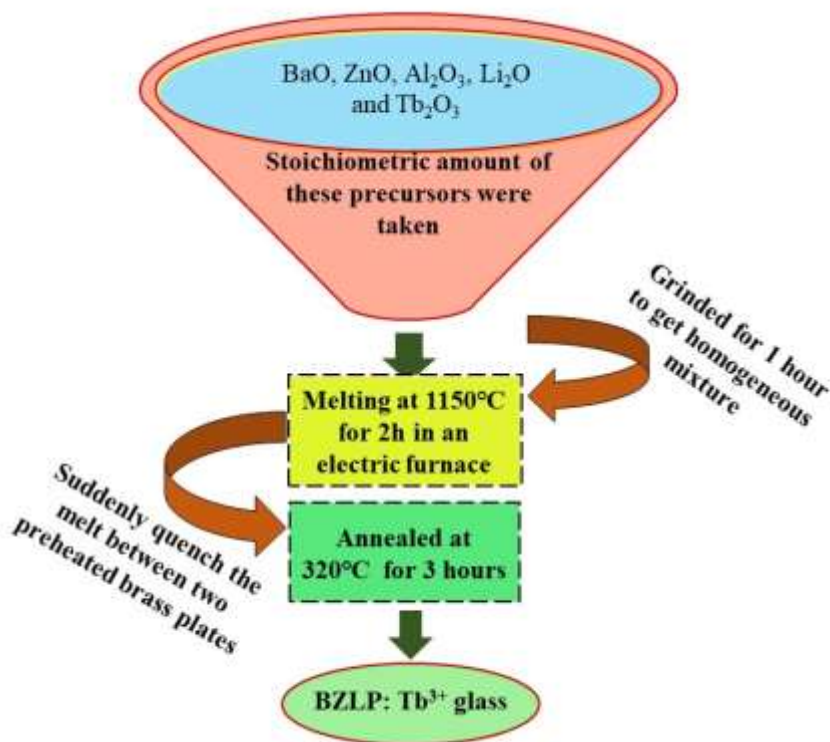 BaO, ZnO, Al₂O₃, Li₂O
and Tb₂O₃
Stoichiometric amount of
these precursors were
taken
Grinded for 1 hour
to get homogeneous
mixture
Melting at 1150°C
for 2h in an
electric furnace
Suddenly quench the
melt between two
preheated brass plates
Annealed at
320°C for 3 hours
BZLP: Tb³⁺ glass